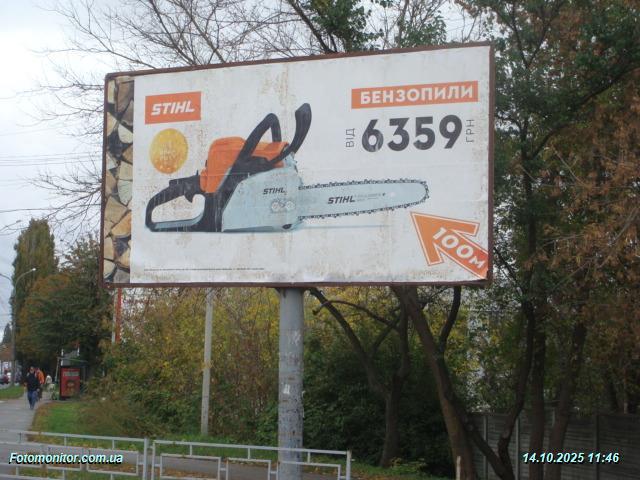 STIHL
БЕНЗОПИЛИ
ВІД 6359 ГРН
STIHL
STIHL
100М
Fotomonitor.com.ua
14.10.2025 11:46